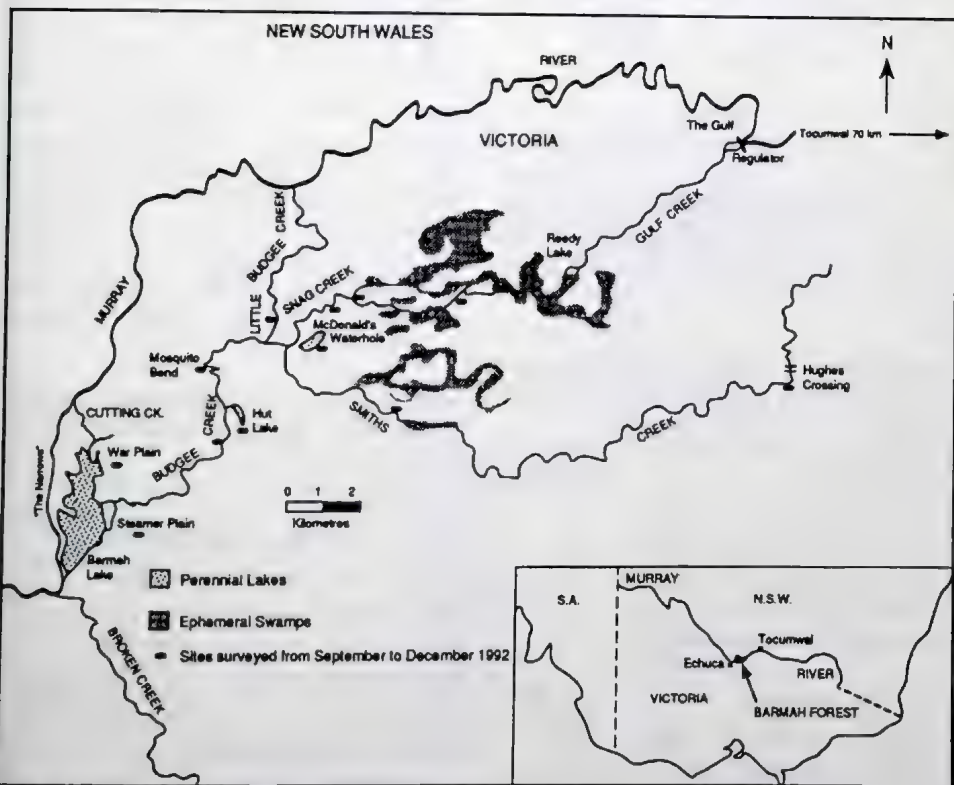 NEW SOUTH WALES
RIVER
N
VICTORIA
The Gulf
Tocumwal 70 km
Regulator
GULF CREEK
Reedy
Lake
CREEK
BUDGEE
LITTLE
SNAG CREEK
MURRAY
McDonald's
Waterhole
Mosquito
Bend
Hughes
Crossing
SMITHS
CREEK
CUTTING CK.
Hut
Lake
CREEK
BUDGEE
War Plain
"The Narrows"
0 1 2
Kilometres
Steamer Plain
Barmah
Lake
Perennial Lakes
Ephemeral Swamps
Sites surveyed from September to December 1992
BROKEN CREEK
MURRAY
S.A.
N.S.W.
Tocumwal
Echuca
RIVER
VICTORIA
BARMAH FOREST